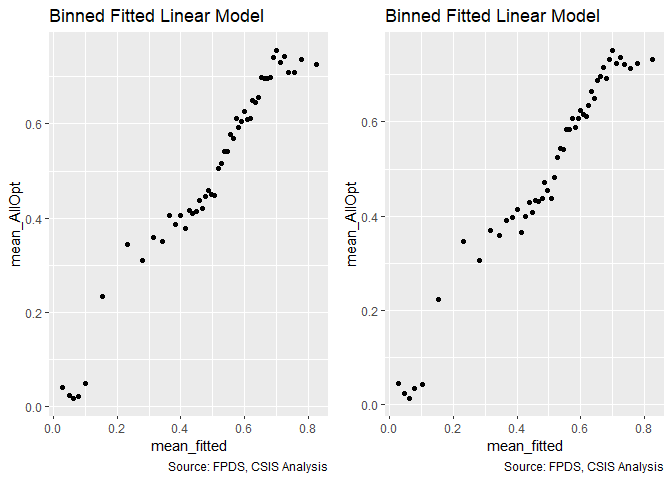 Binned Fitted Linear Model
mean_AllOpt
0.6
0.4
0.2
0.0
0.0 0.2 0.4 0.6 0.8
mean_fitted
Source: FPDS, CSIS Analysis
Binned Fitted Linear Model
mean_AllOpt
0.6
0.4
0.2
0.0
0.0 0.2 0.4 0.6 0.8
mean_fitted
Source: FPDS, CSIS Analysis